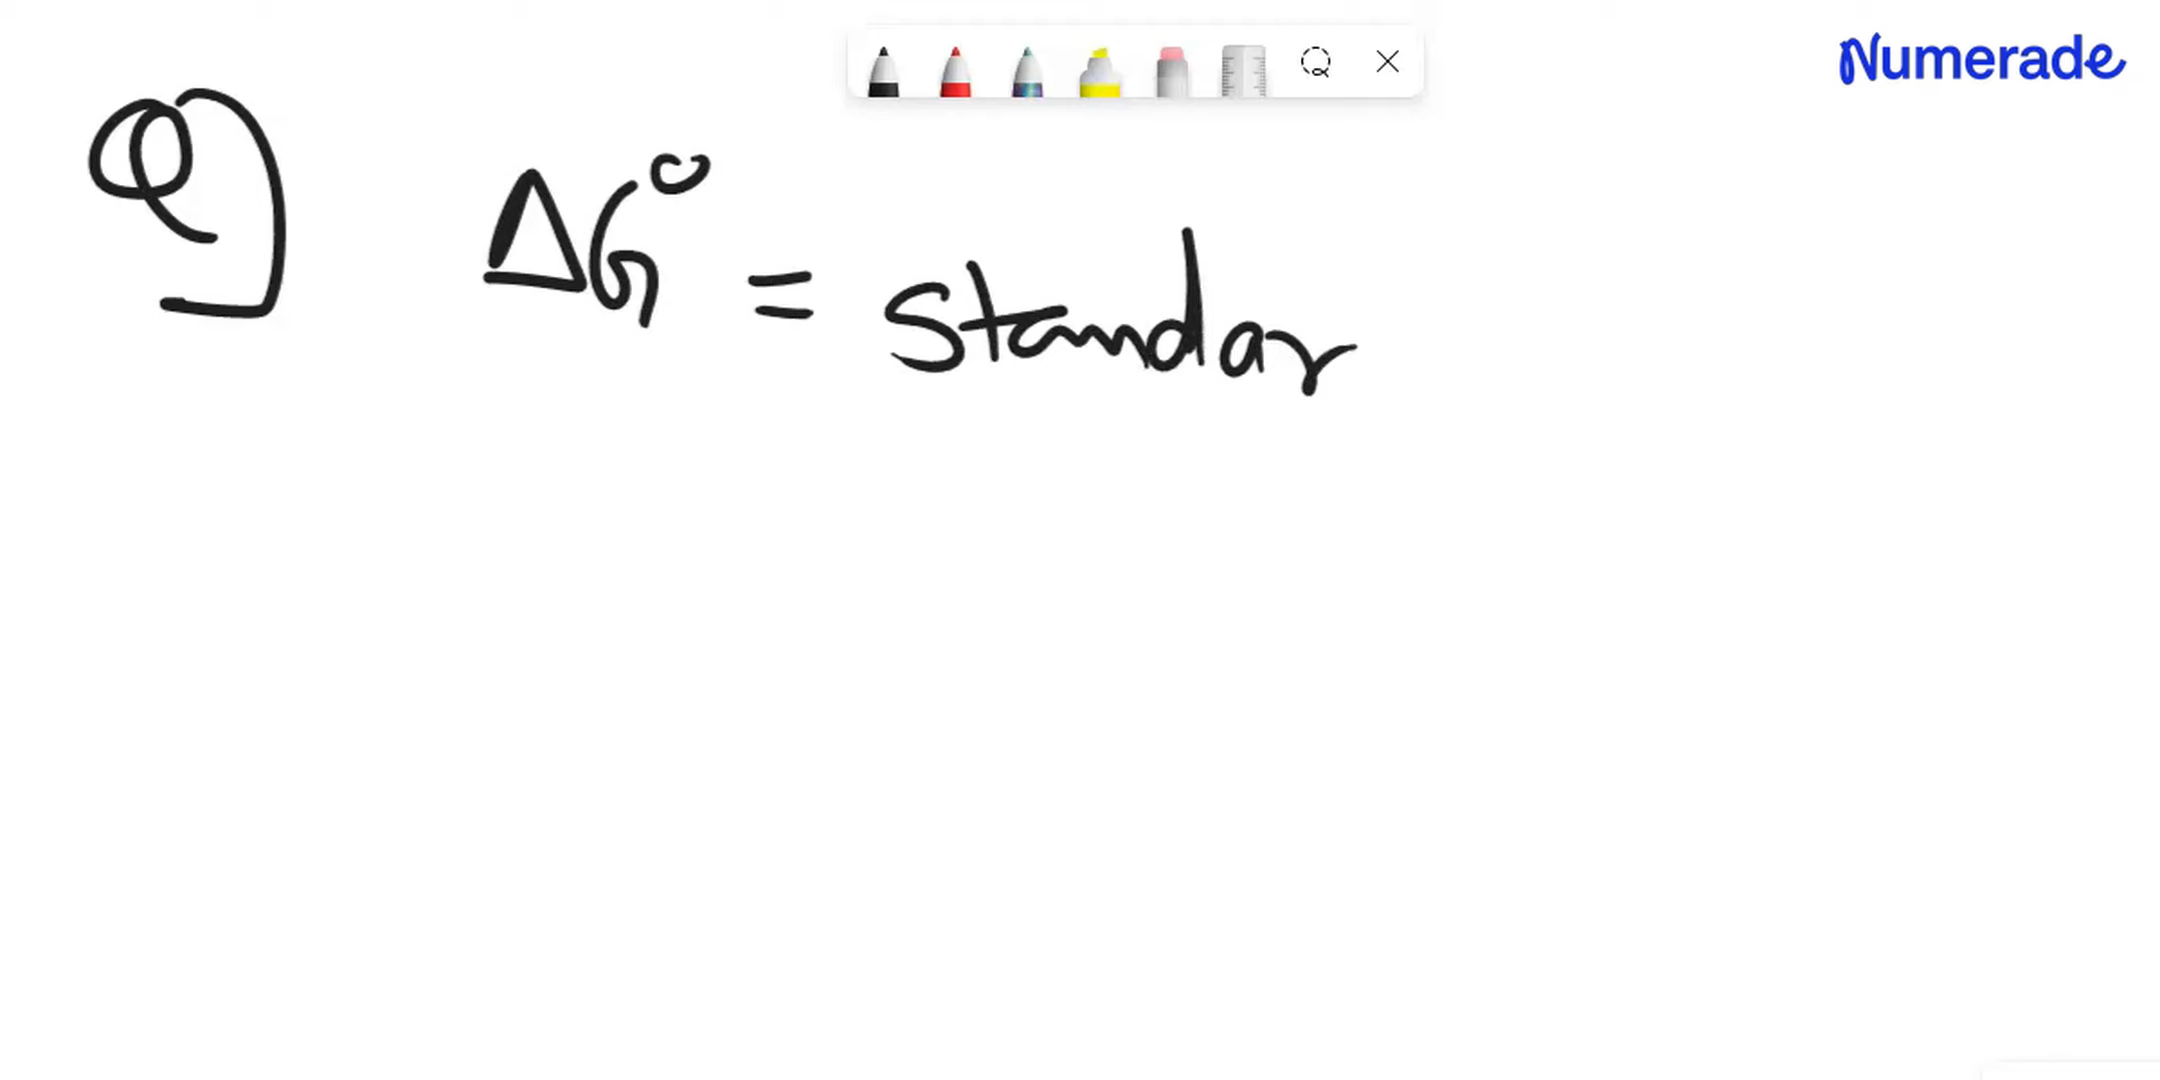 Numerade
a]
ΔG° = standar